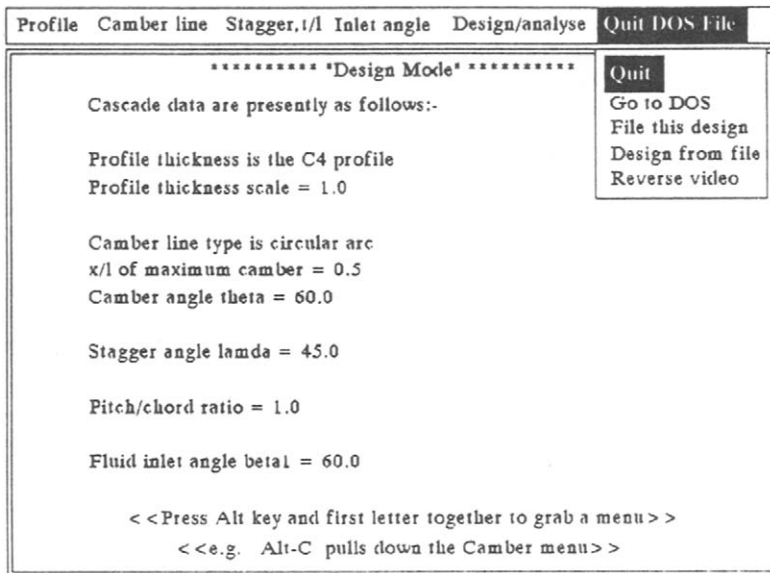 Profile Camber line Stagger,t/l Inlet angle Design/analyse Quit DOS File
********** "Design Mode" **********
Quit
Go to DOS
File this design
Design from file
Reverse video
Cascade data are presently as follows:-
Profile thickness is the C4 profile
Profile thickness scale = 1.0
Camber line type is circular arc
x/l of maximum camber = 0.5
Camber angle theta = 60.0
Stagger angle lamda = 45.0
Pitch/chord ratio = 1.0
Fluid inlet angle beta1 = 60.0
< <Press Alt key and first letter together to grab a menu> >
< <e.g. Alt-C pulls down the Camber menu> >